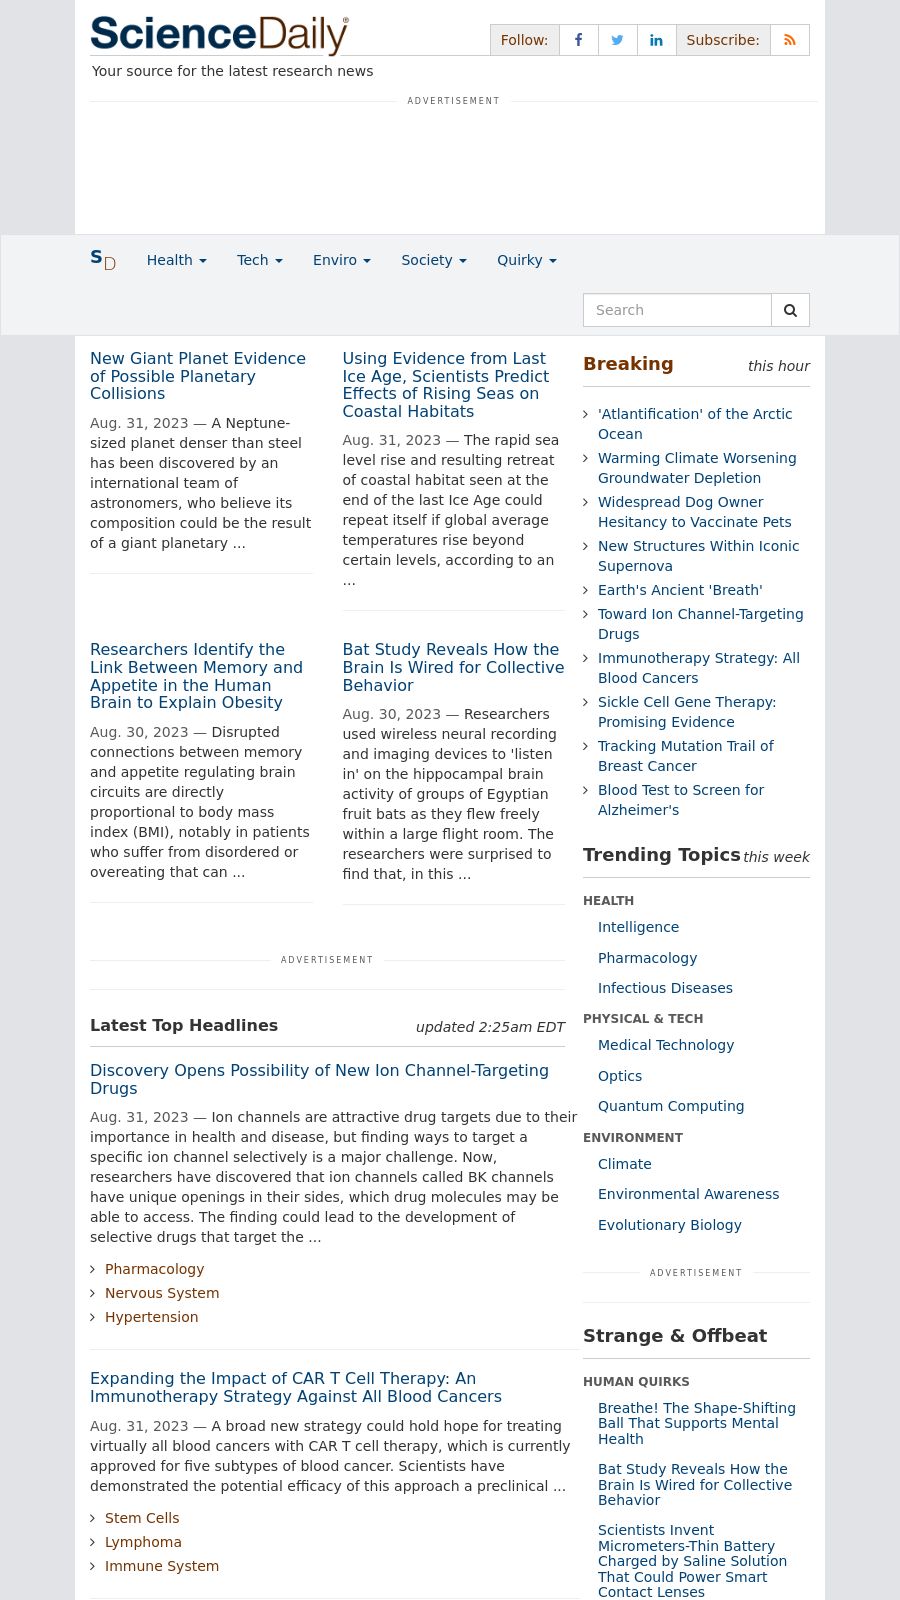 ScienceDaily®
Follow:
Subscribe:
Your source for the latest research news
ADVERTISEMENT
SD
Health
Tech
Enviro
Society
Quirky
Search
New Giant Planet Evidence
of Possible Planetary
Collisions
Aug. 31, 2023 — A Neptune-
sized planet denser than steel
has been discovered by an
international team of
astronomers, who believe its
composition could be the result
of a giant planetary ...
Using Evidence from Last
Ice Age, Scientists Predict
Effects of Rising Seas on
Coastal Habitats
Aug. 31, 2023 — The rapid sea
level rise and resulting retreat
of coastal habitat seen at the
end of the last Ice Age could
repeat itself if global average
temperatures rise beyond
certain levels, according to an
...
Researchers Identify the
Link Between Memory and
Appetite in the Human
Brain to Explain Obesity
Aug. 30, 2023 — Disrupted
connections between memory
and appetite regulating brain
circuits are directly
proportional to body mass
index (BMI), notably in patients
who suffer from disordered or
overeating that can ...
Bat Study Reveals How the
Brain Is Wired for Collective
Behavior
Aug. 30, 2023 — Researchers
used wireless neural recording
and imaging devices to 'listen
in' on the hippocampal brain
activity of groups of Egyptian
fruit bats as they flew freely
within a large flight room. The
researchers were surprised to
find that, in this ...
ADVERTISEMENT
Latest Top Headlines
updated 2:25am EDT
Discovery Opens Possibility of New Ion Channel-Targeting
Drugs
Aug. 31, 2023 — Ion channels are attractive drug targets due to their
importance in health and disease, but finding ways to target a
specific ion channel selectively is a major challenge. Now,
researchers have discovered that ion channels called BK channels
have unique openings in their sides, which drug molecules may be
able to access. The finding could lead to the development of
selective drugs that target the ...
Pharmacology
Nervous System
Hypertension
Expanding the Impact of CAR T Cell Therapy: An
Immunotherapy Strategy Against All Blood Cancers
Aug. 31, 2023 — A broad new strategy could hold hope for treating
virtually all blood cancers with CAR T cell therapy, which is currently
approved for five subtypes of blood cancer. Scientists have
demonstrated the potential efficacy of this approach a preclinical ...
Stem Cells
Lymphoma
Immune System
Breaking
this hour
'Atlantification' of the Arctic
Ocean
Warming Climate Worsening
Groundwater Depletion
Widespread Dog Owner
Hesitancy to Vaccinate Pets
New Structures Within Iconic
Supernova
Earth's Ancient 'Breath'
Toward Ion Channel-Targeting
Drugs
Immunotherapy Strategy: All
Blood Cancers
Sickle Cell Gene Therapy:
Promising Evidence
Tracking Mutation Trail of
Breast Cancer
Blood Test to Screen for
Alzheimer's
Trending Topics
this week
HEALTH
Intelligence
Pharmacology
Infectious Diseases
PHYSICAL & TECH
Medical Technology
Optics
Quantum Computing
ENVIRONMENT
Climate
Environmental Awareness
Evolutionary Biology
ADVERTISEMENT
Strange & Offbeat
HUMAN QUIRKS
Breathe! The Shape-Shifting
Ball That Supports Mental
Health
Bat Study Reveals How the
Brain Is Wired for Collective
Behavior
Scientists Invent
Micrometers-Thin Battery
Charged by Saline Solution
That Could Power Smart
Contact Lenses